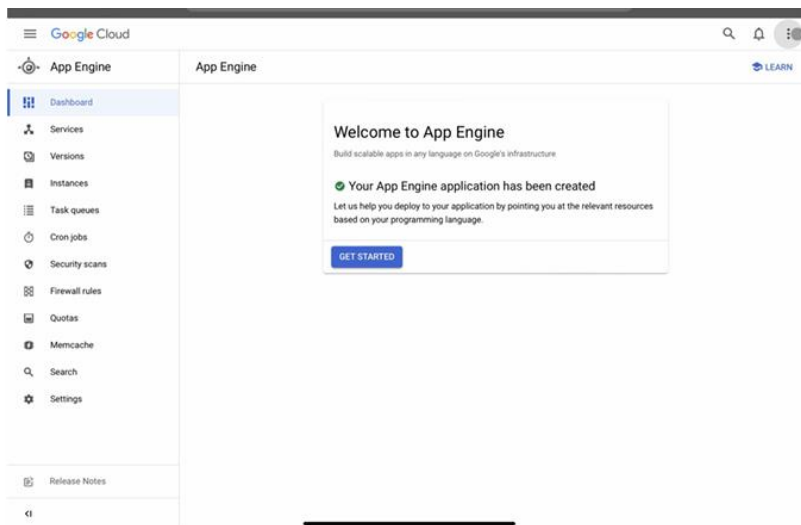 Google Cloud
App Engine
App Engine
LEARN
Dashboard
Services
Versions
Instances
Task queues
Cron jobs
Security scans
Firewall rules
Quotas
Memcache
Search
Settings
Release Notes
Welcome to App Engine
Build scalable apps in any language on Google's infrastructure
Your App Engine application has been created
Let us help you deploy to your application by pointing you at the relevant resources
based on your programming language.
GET STARTED